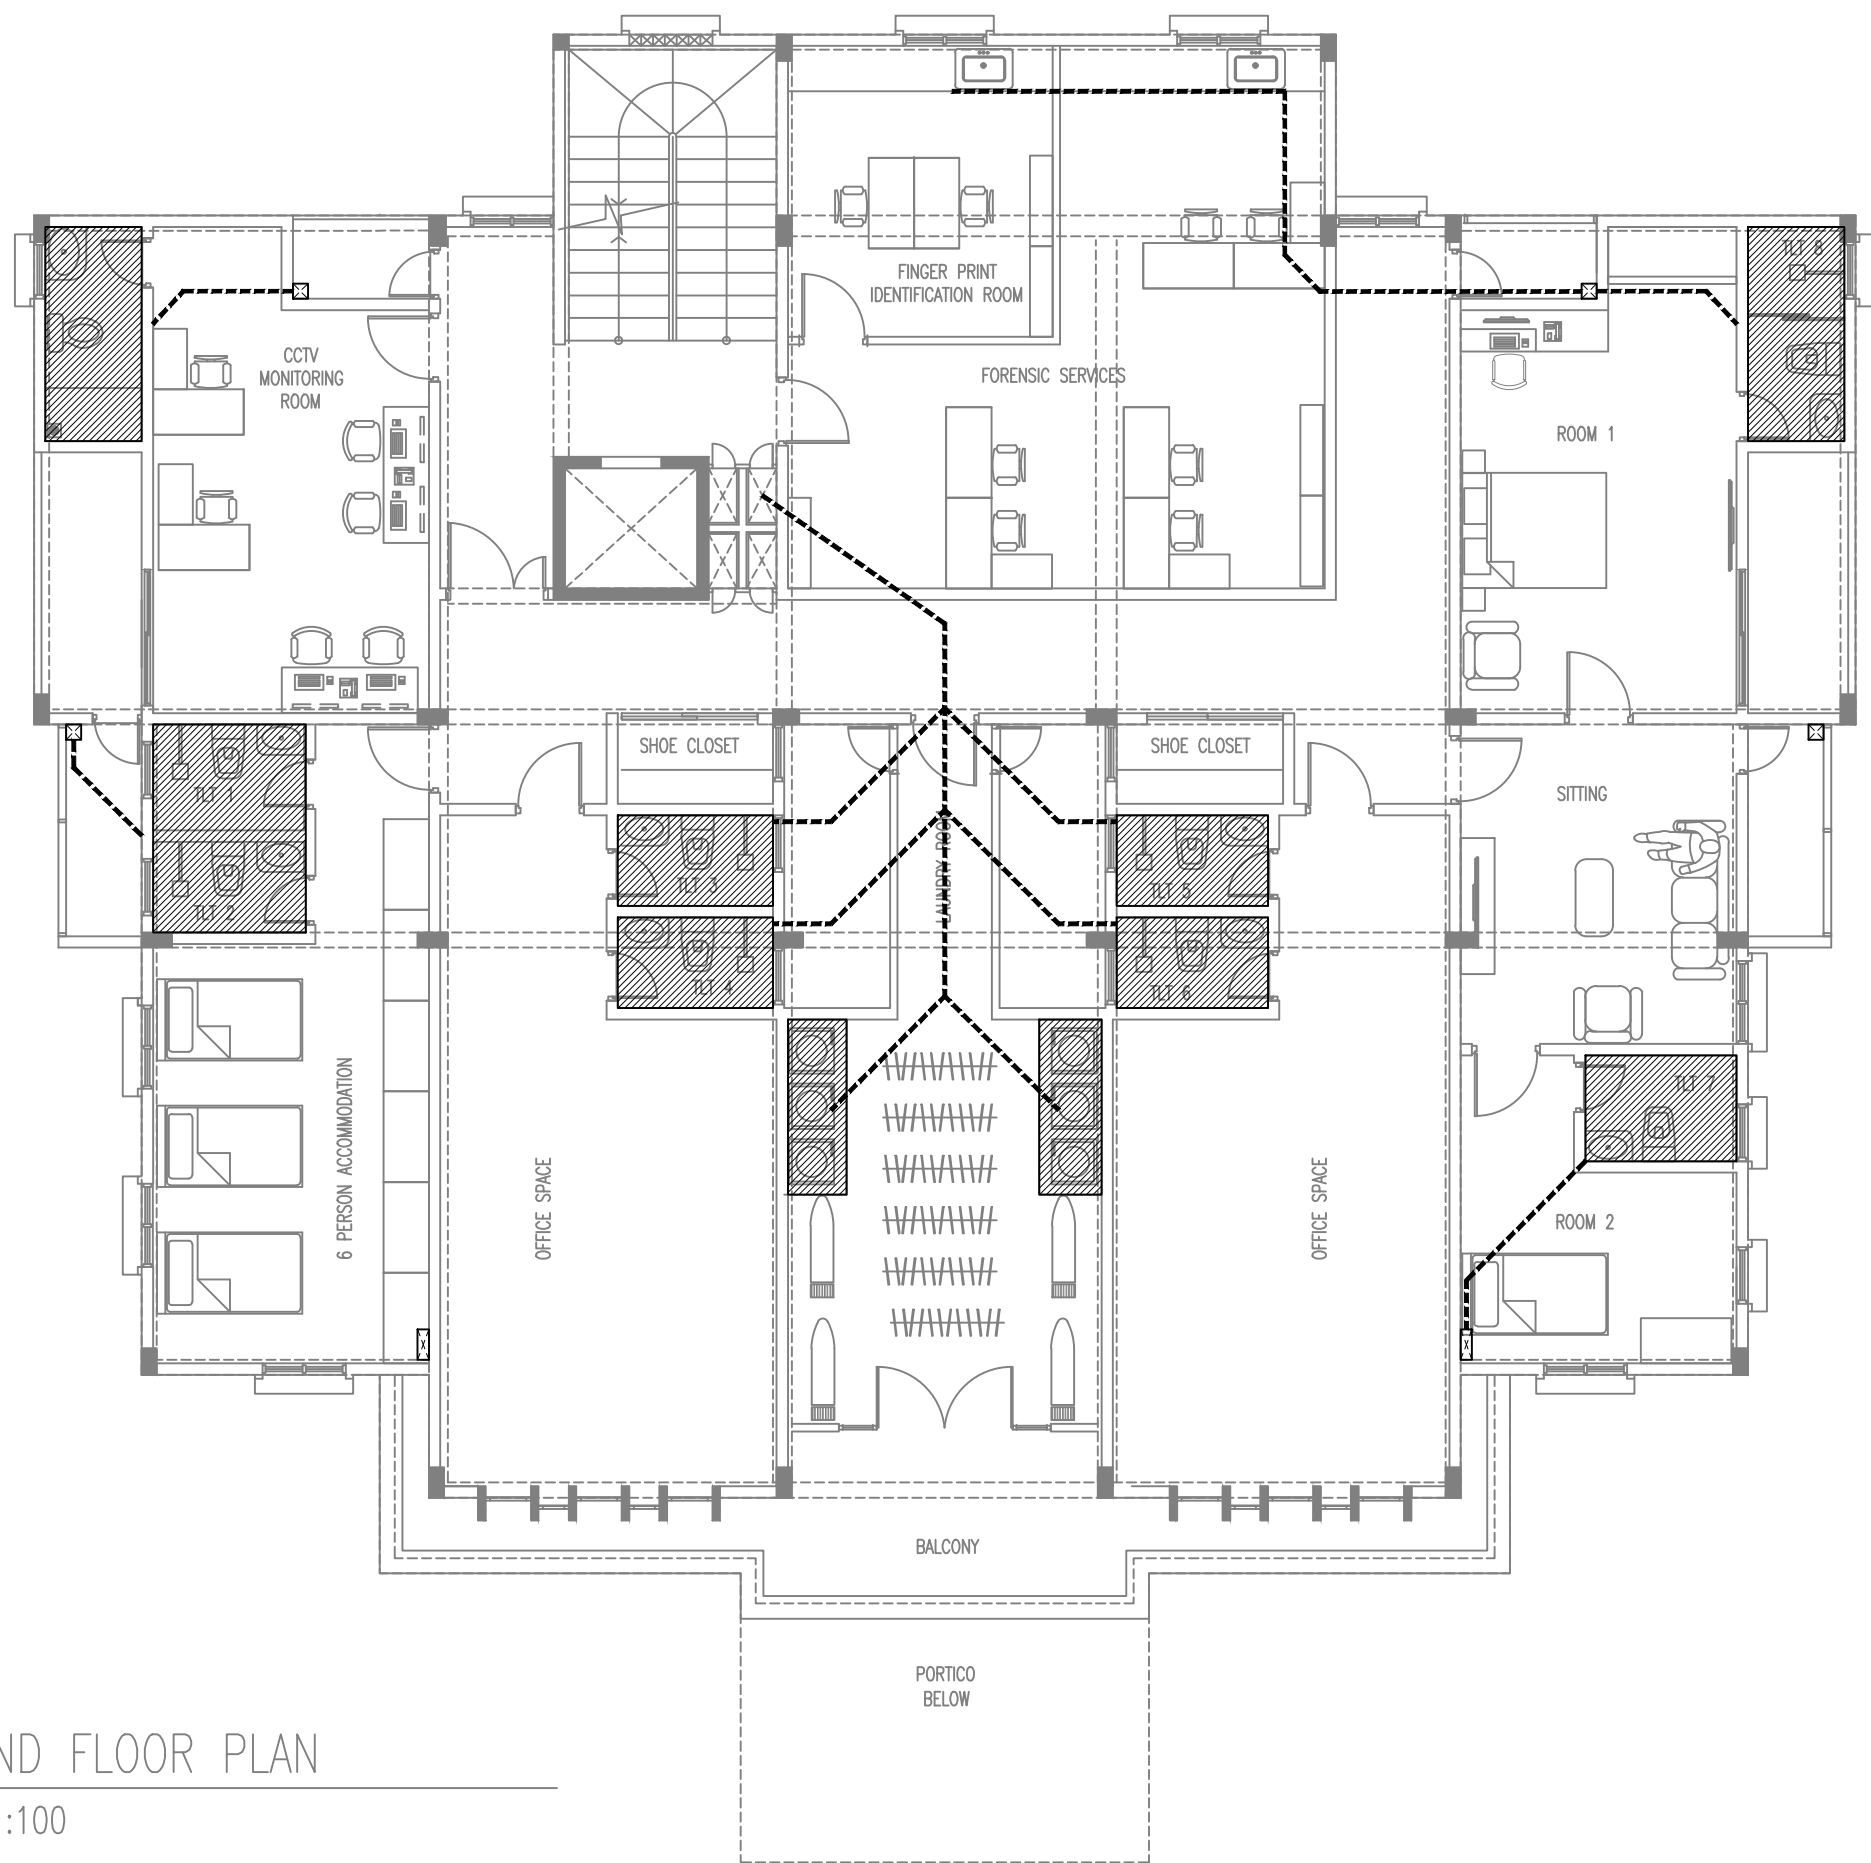 TLT 8
FINGER PRINT
IDENTIFICATION ROOM
CCTV
MONITORING
ROOM
FORENSIC SERVICES
ROOM 1
SHOE CLOSET
SHOE CLOSET
TLT 1
SITTING
LAUNDRY ROOM
TLT 3
TLT 5
TLT 2
TLT 4
TLT 6
TLT 7
6 PERSON ACCOMMODATION
OFFICE SPACE
OFFICE SPACE
ROOM 2
BALCONY
PORTICO
BELOW
ND FLOOR PLAN
:100